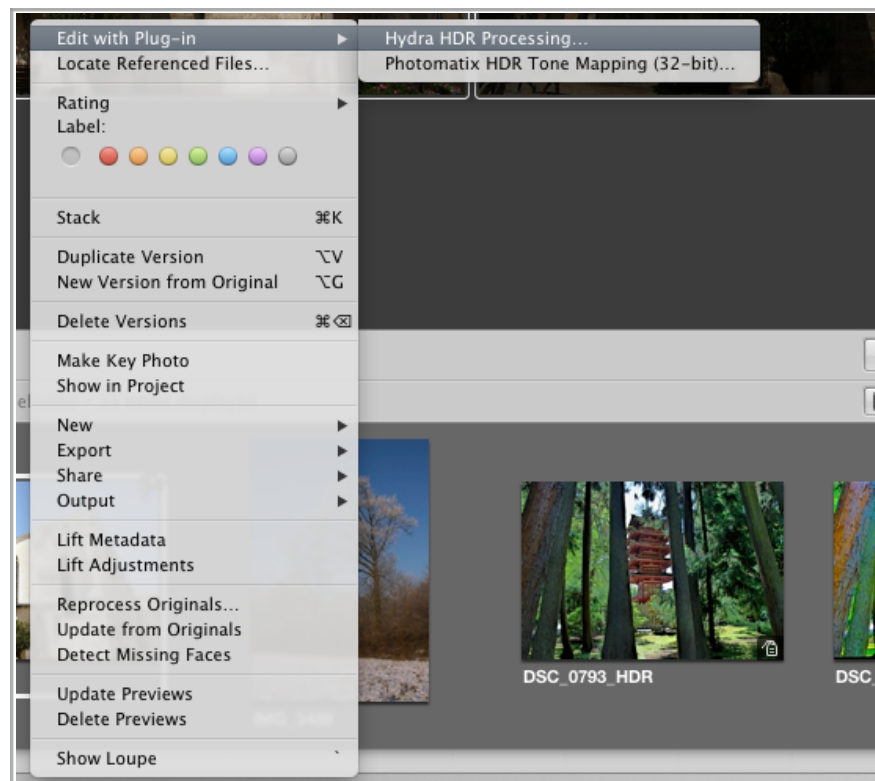 Edit with Plug-in ▶
Hydra HDR Processing...
Locate Referenced Files...
Photomatix HDR Tone Mapping (32-bit)...
Rating ▶
Label:
Stack ⌘K
Duplicate Version ⌥V
New Version from Original ⌥G
Delete Versions ⌘⌫
Make Key Photo
Show in Project
New ▶
Export ▶
Share ▶
Output ▶
Lift Metadata
Lift Adjustments
Reprocess Originals...
Update from Originals
Detect Missing Faces
Update Previews
Delete Previews
Show Loupe `
DSC_0793_HDR
DSC_